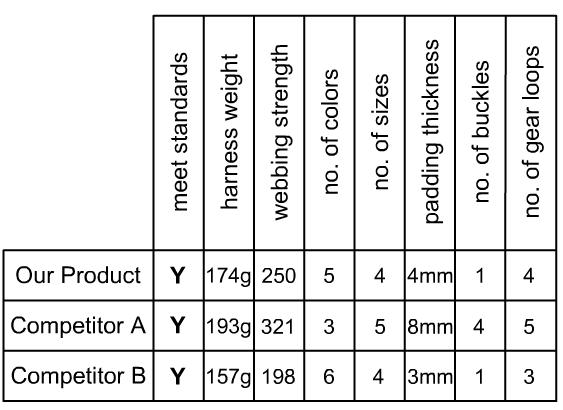 meet standards
harness weight
webbing strength
no. of colors
no. of sizes
padding thickness
no. of buckles
no. of gear loops
Our Product Y 174g 250 5 4 4mm 1 4
Competitor A Y 193g 321 3 5 8mm 4 5
Competitor B Y 157g 198 6 4 3mm 1 3